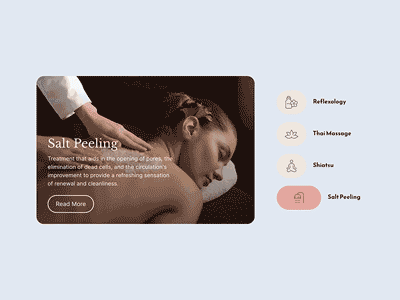 Salt Peeling
Treatment that aids in the opening of pores, the
elimination of dead cells, and the circulation's
improvement to provide a refreshing sensation
of renewal and cleanliness.
Read More
Reflexology
Thai Massage
Shiatsu
Salt Peeling